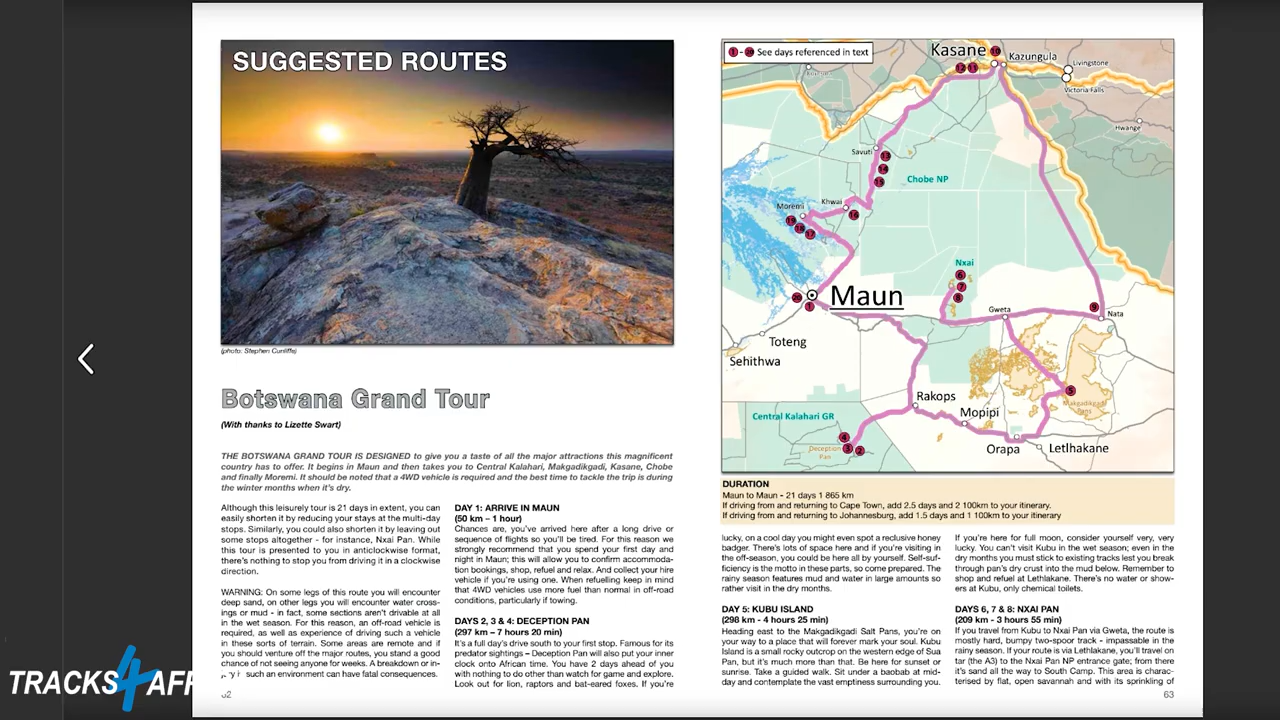 SUGGESTED ROUTES
(photo: Stephen Cunliffe)
Botswana Grand Tour
(With thanks to Lizette Swart)
THE BOTSWANA GRAND TOUR IS DESIGNED to give you a taste of all the major attractions this magnificent
country has to offer. It begins in Maun and then takes you to Central Kalahari, Makgadikgadi, Kasane, Chobe
and finally Moremi. It should be noted that a 4WD vehicle is required and the best time to tackle the trip is during
the winter months when it's dry.
Although this leisurely tour is 21 days in extent, you can
easily shorten it by reducing your stays at the multi-day
stops. Similarly, you could also shorten it by leaving out
some stops altogether - for instance, Nxai Pan. While
this tour is presented to you in anticlockwise format,
there's nothing to stop you from driving it in a clockwise
direction.
WARNING: On some legs of this route you will encounter
deep sand, on other legs you will encounter water cross-
ings or mud - in fact, some sections aren't drivable at all
in the wet season. For this reason, an off-road vehicle is
required, as well as experience of driving such a vehicle
in these sorts of terrain. Some areas are remote and if
you should venture off the major routes, you stand a good
chance of not seeing anyone for weeks. A breakdown or in-
such an environment can have fatal consequences.
DAY 1: ARRIVE IN MAUN
(50 km – 1 hour)
Chances are, you've arrived here after a long drive or
sequence of flights so you'll be tired. For this reason we
strongly recommend that you spend your first day and
night in Maun; this will allow you to confirm accommoda-
tion bookings, shop, refuel and relax. And collect your hire
vehicle if you're using one. When refuelling keep in mind
that 4WD vehicles use more fuel than normal in off-road
conditions, particularly if towing.
DAYS 2, 3 & 4: DECEPTION PAN
(297 km – 7 hours 20 min)
It's a full day's drive south to your first stop. Famous for its
predator sightings – Deception Pan will also put your inner
clock onto African time. You have 2 days ahead of you
with nothing to do other than watch for game and explore.
Look out for lion, raptors and bat-eared foxes. If you're
TRACKS4AFR
62
1 - 20 See days referenced in text
Kasane
10
Kazungula
12 11
Livingstone
Victoria Falls
Hwange
Savuti
13
14
15
Chobe NP
Khwai
16
Moremi
19
18
17
Nxai
6
7
8
20
1
Maun
Gweta
9
Nata
Toteng
Sehithwa
5
Makgadikgadi
Pans
Rakops
Mopipi
Central Kalahari GR
4
3
2
Deception
Pan
Orapa
Letlhakane
DURATION
Maun to Maun - 21 days 1 865 km
If driving from and returning to Cape Town, add 2.5 days and 2 100km to your itinerary.
If driving from and returning to Johannesburg, add 1.5 days and 1 100km to your itinerary
lucky, on a cool day you might even spot a reclusive honey
badger. There's lots of space here and if you're visiting in
the off-season, you could be here all by yourself. Self-suf-
ficiency is the motto in these parts, so come prepared. The
rainy season features mud and water in large amounts so
rather visit in the dry months.
DAY 5: KUBU ISLAND
(298 km - 4 hours 25 min)
Heading east to the Makgadikgadi Salt Pans, you're on
your way to a place that will forever mark your soul. Kubu
Island is a small rocky outcrop on the western edge of Sua
Pan, but it's much more than that. Be here for sunset or
sunrise. Take a guided walk. Sit under a baobab at mid-
day and contemplate the vast emptiness surrounding you.
If you're here for full moon, consider yourself very, very
lucky. You can't visit Kubu in the wet season; even in the
dry months you must stick to existing tracks lest you break
through pan's dry crust into the mud below. Remember to
shop and refuel at Letlhakane. There's no water or show-
ers at Kubu, only chemical toilets.
DAYS 6, 7 & 8: NXAI PAN
(209 km - 3 hours 55 min)
If you travel from Kubu to Nxai Pan via Gweta, the route is
mostly hard, bumpy two-spoor track - impassable in the
rainy season. If your route is via Letlhakane, you'll travel on
tar (the A3) to the Nxai Pan NP entrance gate; from there
it's sand all the way to South Camp. This area is charac-
terised by flat, open savannah and with its sprinkling of
63